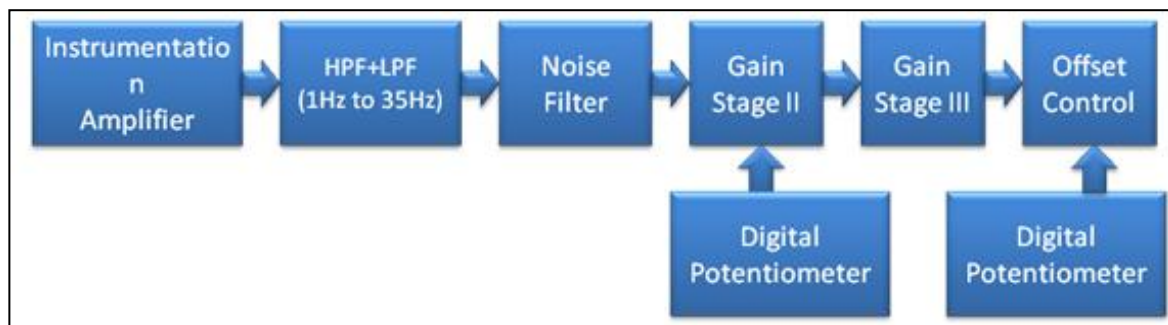 Instrumentatio
n
Amplifier
HPF+LPF
(1Hz to 35Hz)
Noise
Filter
Gain
Stage II
Gain
Stage III
Offset
Control
Digital
Potentiometer
Digital
Potentiometer